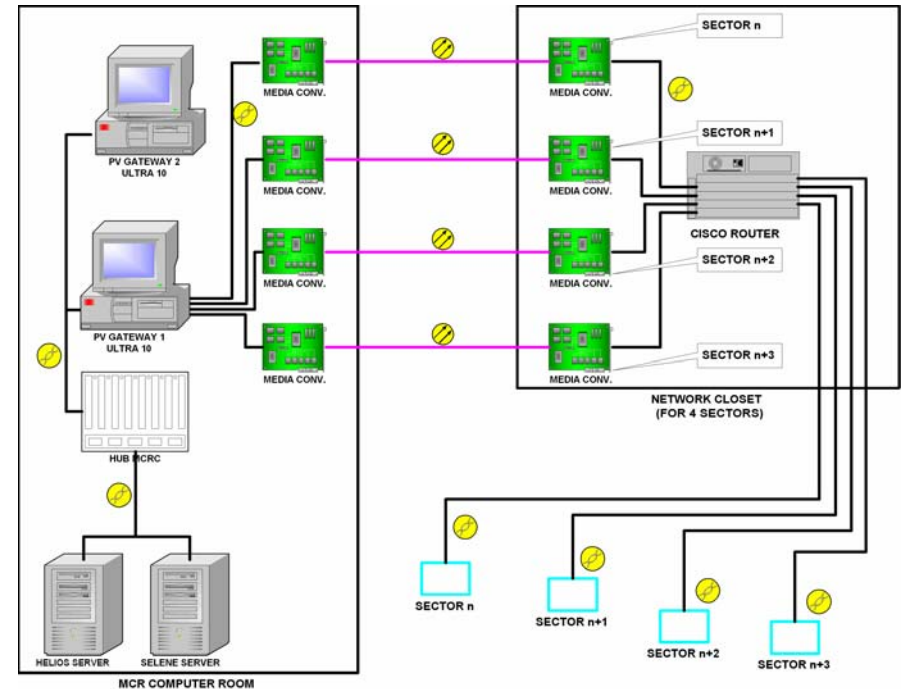 PV GATEWAY 2
ULTRA 10
PV GATEWAY 1
ULTRA 10
HUB MCRC
HELIOS SERVER
SELENE SERVER
MCR COMPUTER ROOM
MEDIA CONV.
MEDIA CONV.
MEDIA CONV.
MEDIA CONV.
MEDIA CONV.
MEDIA CONV.
MEDIA CONV.
MEDIA CONV.
SECTOR n
SECTOR n+1
CISCO ROUTER
SECTOR n+2
SECTOR n+3
NETWORK CLOSET
(FOR 4 SECTORS)
SECTOR n
SECTOR n+1
SECTOR n+2
SECTOR n+3